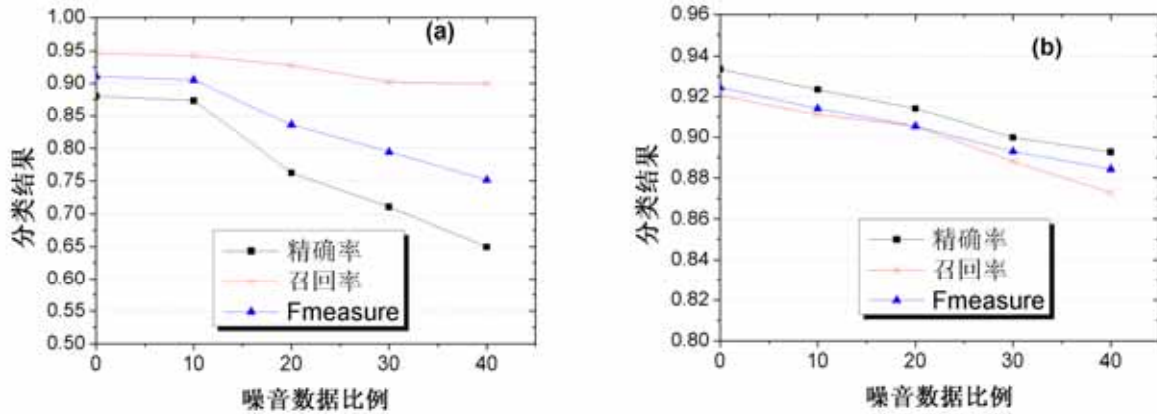 (a)
1.00
0.95
0.90
0.85
0.80
0.75
0.70
0.65
0.60
0.55
0.50
分类结果
精确率
召回率
Fmeasure
0 10 20 30 40
噪音数据比例
(b)
0.96
0.94
0.92
0.90
0.88
0.86
0.84
0.82
0.80
分类结果
精确率
召回率
Fmeasure
0 10 20 30 40
噪音数据比例